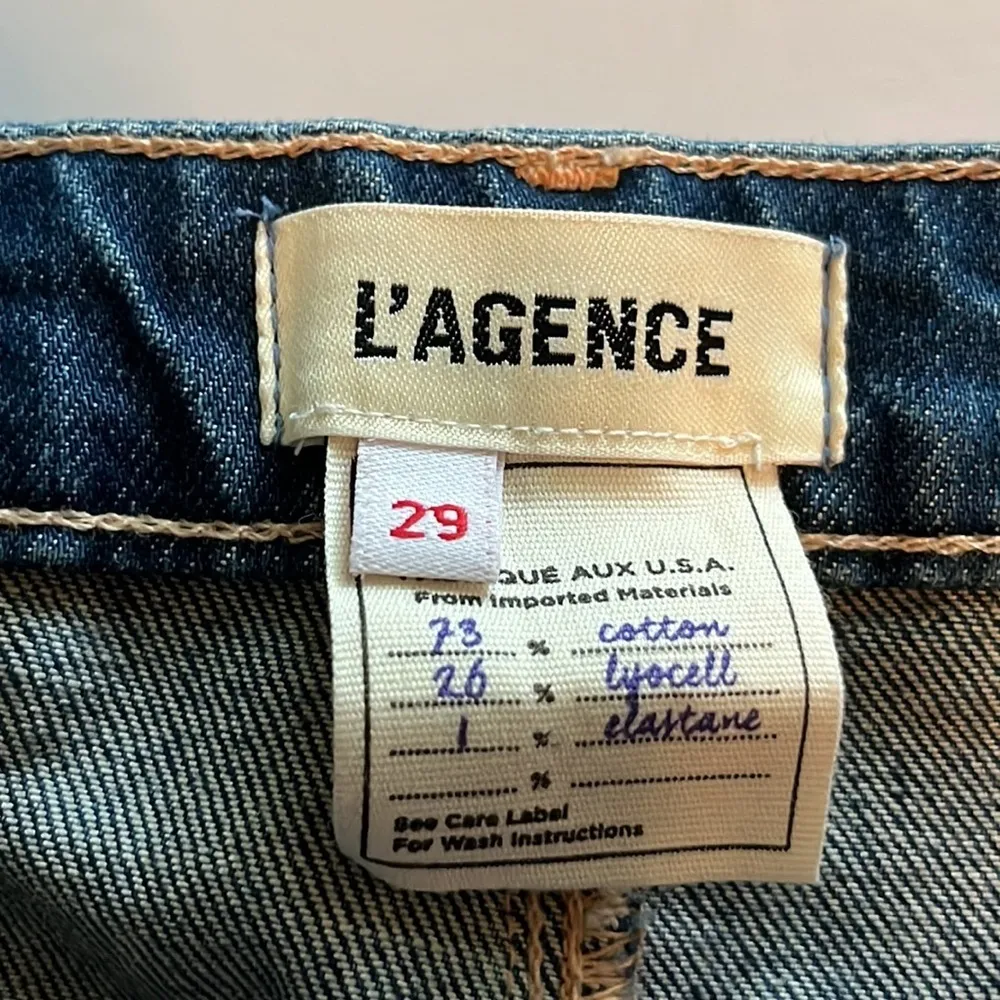 L'AGENCE
29
QUÉ AUX U.S.A.
From Imported Materials
73 % cotton
26 % lyocell
1 % elastane
%
See Care Label
For Wash Instructions